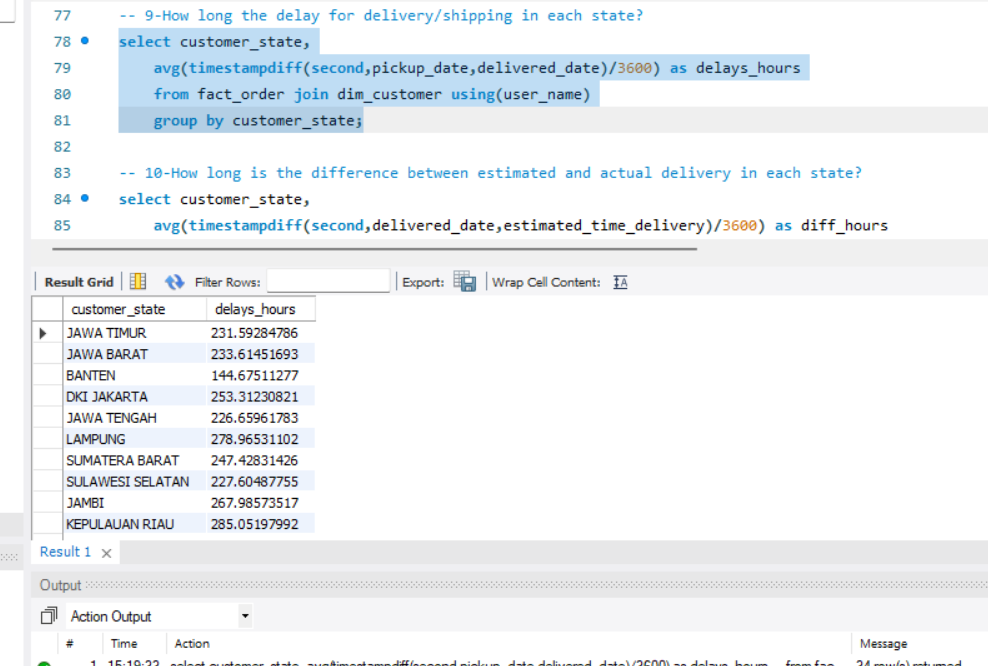 77 -- 9-How long the delay for delivery/shipping in each state?
78 select customer_state,
79 avg(timestampdiff(second,pickup_date,delivered_date)/3600) as delays_hours
80 from fact_order join dim_customer using(user_name)
81 group by customer_state;
82
83 -- 10-How long is the difference between estimated and actual delivery in each state?
84 select customer_state,
85 avg(timestampdiff(second,delivered_date,estimated_time_delivery)/3600) as diff_hours
Result Grid Filter Rows: Export: Wrap Cell Content:
customer_state delays_hours
JAWA TIMUR 231.59284786
JAWA BARAT 233.61451693
BANTEN 144.67511277
DKI JAKARTA 253.31230821
JAWA TENGAH 226.65961783
LAMPUNG 278.96531102
SUMATERA BARAT 247.42831426
SULAWESI SELATAN 227.60487755
JAMBI 267.98573517
KEPULAUAN RIAU 285.05197992
Result 1
Output
Action Output
# Time Action Message
1 15:19:33 select customer_state, avg(timestampdiff(second,pickup_date,delivered_date)/3600) as delays_hours from fac... 34 row(s) returned